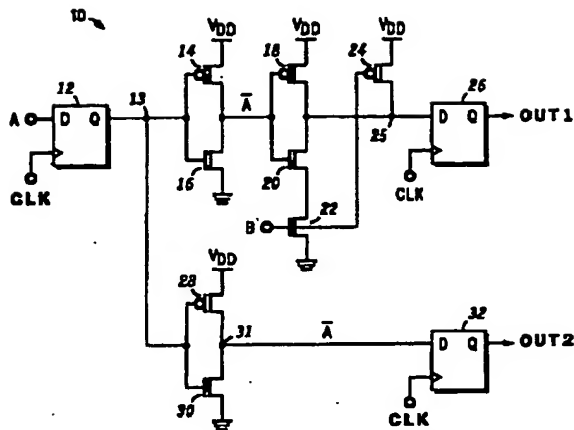 10
VDD
VDD
VDD
14
18
24
12
13
A̅
26
A
D Q
D Q
OUT1
25
CLK
16
20
CLK
B
22
VDD
28
31
A̅
32
D Q
OUT2
30
CLK